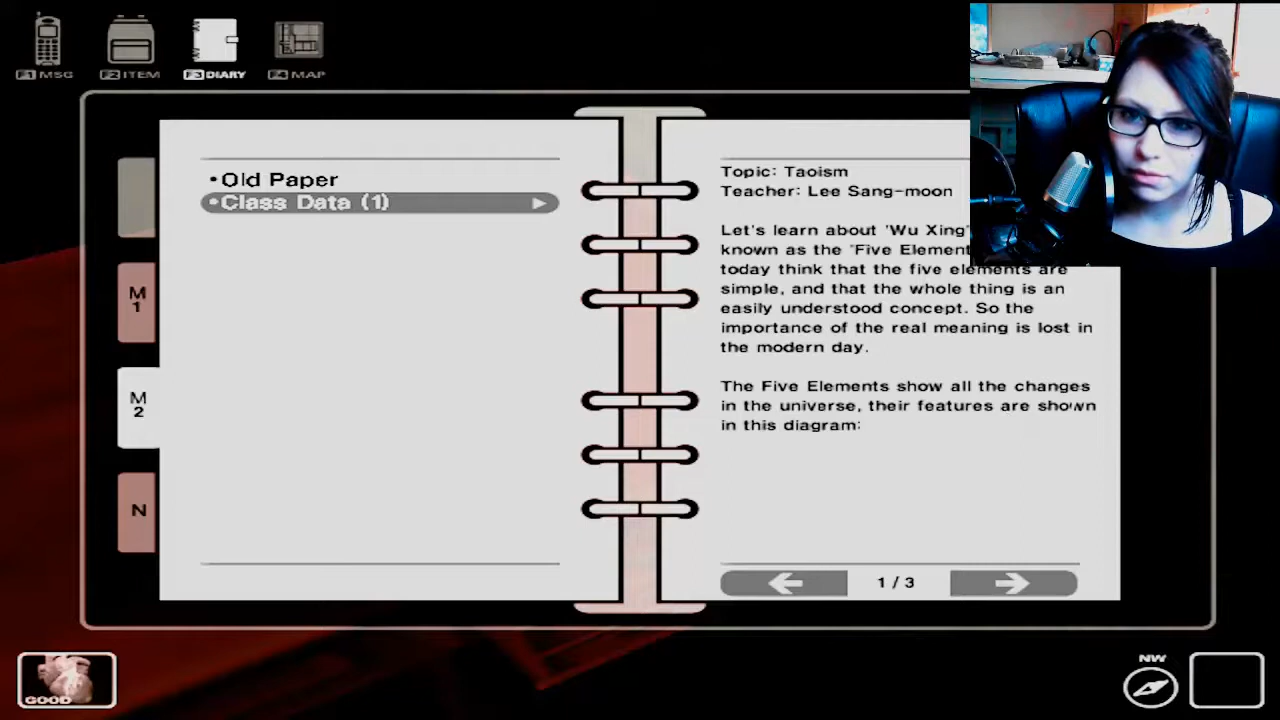 F1 MSG
F2 ITEM
F3 DIARY
F4 MAP
M
1
M
2
N
•Old Paper
•Class Data (1)
Topic: Taoism
Teacher: Lee Sang-moon
Let's learn about 'Wu Xing'
known as the "Five Element
today think that the five elements are
simple, and that the whole thing is an
easily understood concept. So the
importance of the real meaning is lost in
the modern day.
The Five Elements show all the changes
in the universe, their features are shown
in this diagram:
1 / 3
GOOD
NW